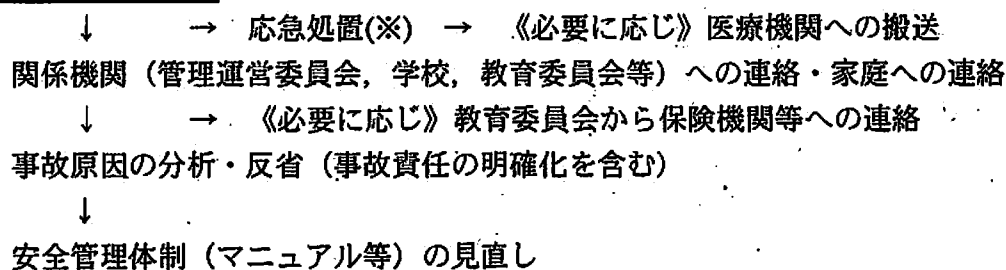 ↓ → 応急処置(※) → 《必要に応じ》医療機関への搬送
関係機関（管理運営委員会，学校，教育委員会等）への連絡・家庭への連絡
↓ → 《必要に応じ》教育委員会から保険機関等への連絡
事故原因の分析・反省（事故責任の明確化を含む）
↓
安全管理体制（マニュアル等）の見直し